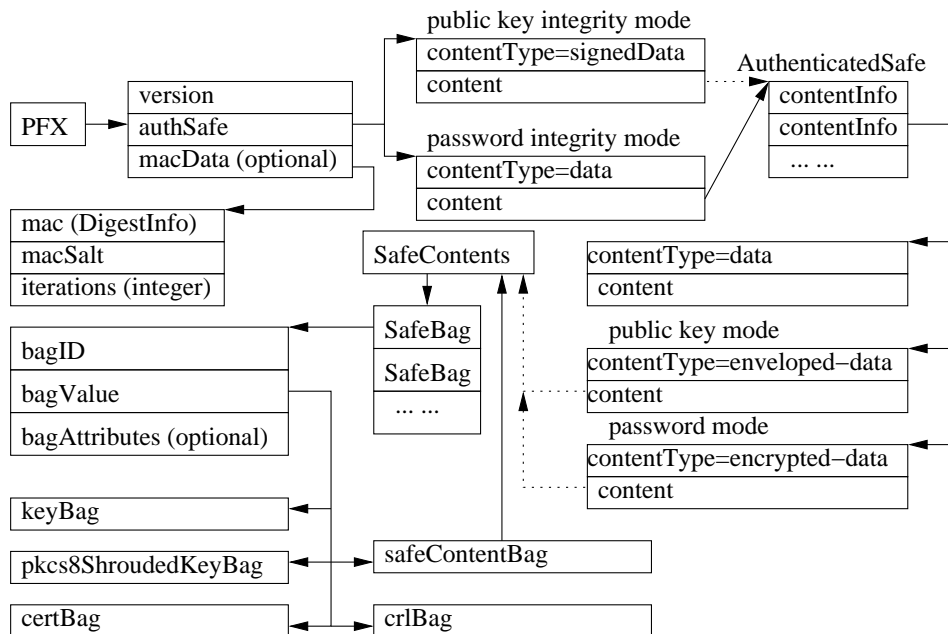 public key integrity mode
contentType=signedData
content
AuthenticatedSafe
contentInfo
contentInfo
... ...
PFX
version
authSafe
macData (optional)
password integrity mode
contentType=data
content
mac (DigestInfo)
macSalt
iterations (integer)
SafeContents
contentType=data
content
SafeBag
SafeBag
... ...
public key mode
contentType=enveloped−data
content
bagID
bagValue
bagAttributes (optional)
password mode
contentType=encrypted−data
content
keyBag
pkcs8ShroudedKeyBag
safeContentBag
certBag
crlBag